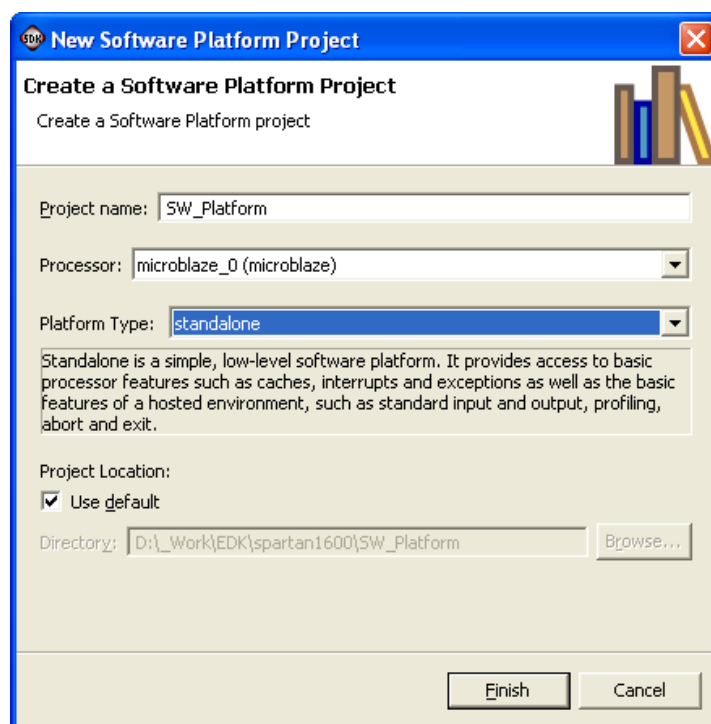 SDK New Software Platform Project
Create a Software Platform Project
Create a Software Platform project
Project name: SW_Platform
Processor: microblaze_0 (microblaze)
Platform Type: standalone
Standalone is a simple, low-level software platform. It provides access to basic
processor features such as caches, interrupts and exceptions as well as the basic
features of a hosted environment, such as standard input and output, profiling,
abort and exit.
Project Location:
Use default
Directory: D:\_Work\EDK\spartan1600\SW_Platform Browse...
Finish Cancel